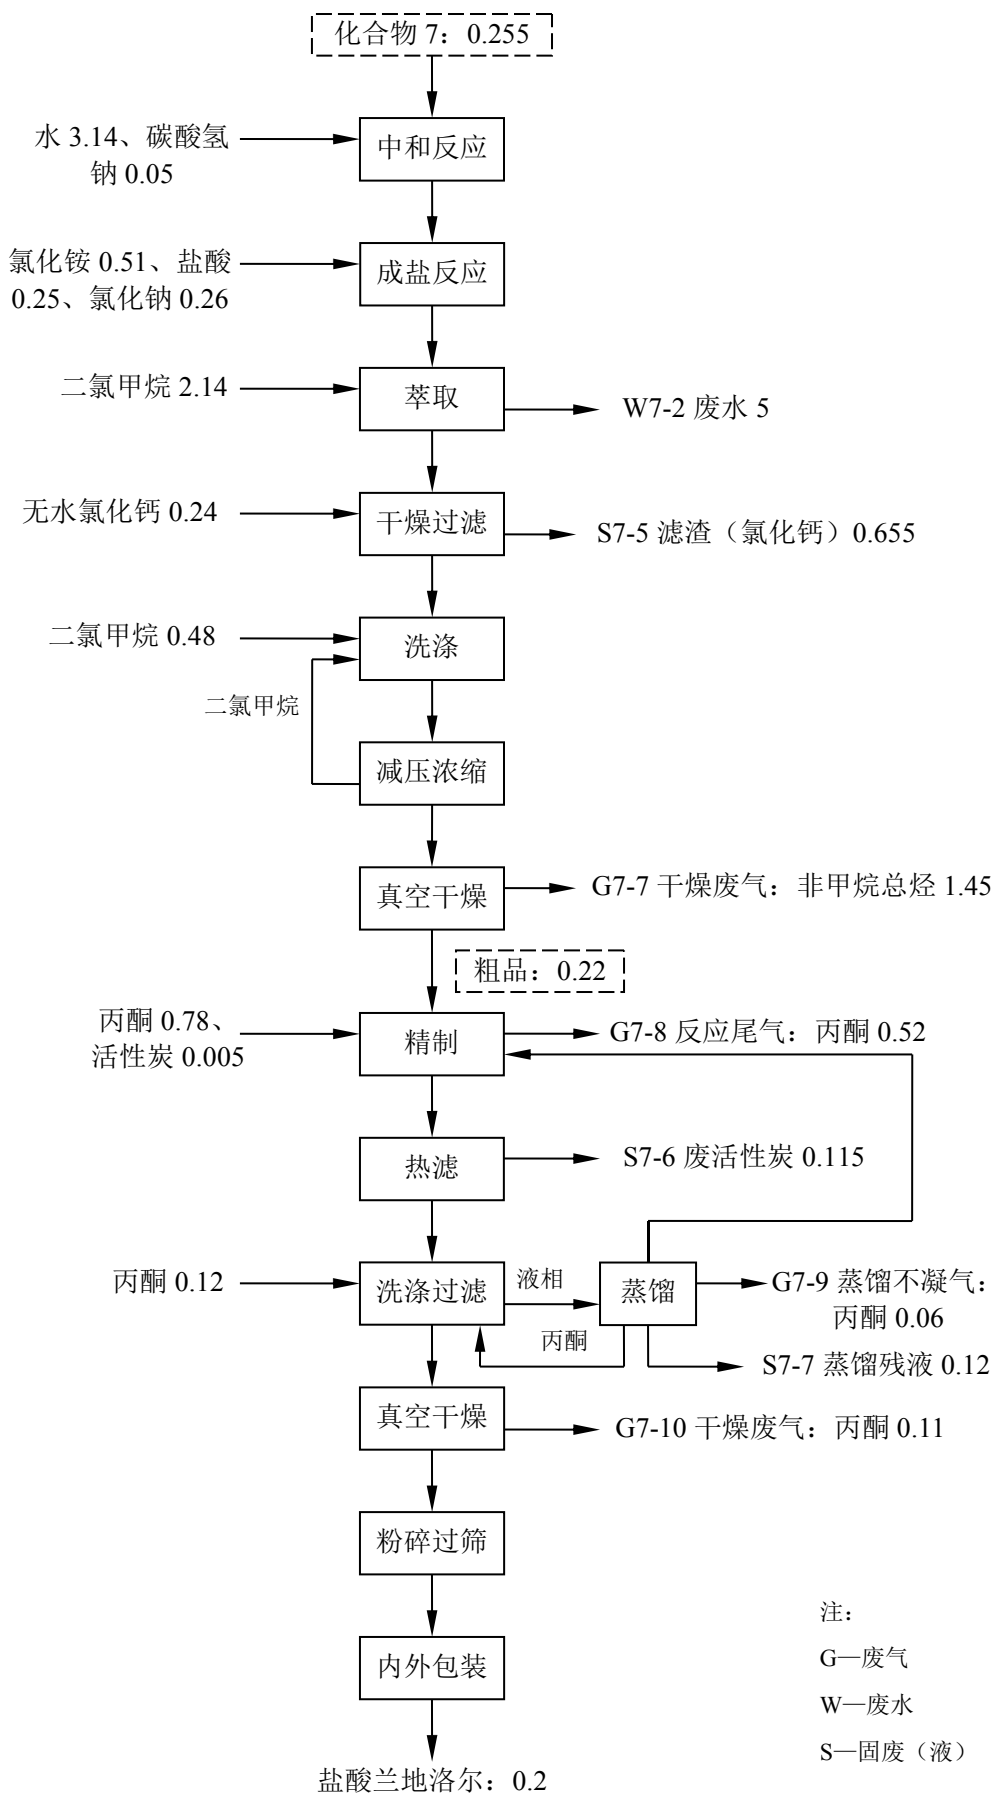 化合物 7：0.255
水 3.14、碳酸氢
钠 0.05
中和反应
氯化铵 0.51、盐酸
0.25、氯化钠 0.26
成盐反应
二氯甲烷 2.14
萃取
W7-2 废水 5
无水氯化钙 0.24
干燥过滤
S7-5 滤渣（氯化钙）0.655
二氯甲烷 0.48
洗涤
二氯甲烷
减压浓缩
真空干燥
G7-7 干燥废气：非甲烷总烃 1.45
粗品：0.22
丙酮 0.78、
活性炭 0.005
精制
G7-8 反应尾气：丙酮 0.52
热滤
S7-6 废活性炭 0.115
丙酮 0.12
洗涤过滤
液相
蒸馏
G7-9 蒸馏不凝气：
丙酮 0.06
丙酮
S7-7 蒸馏残液 0.12
真空干燥
G7-10 干燥废气：丙酮 0.11
粉碎过筛
内外包装
盐酸兰地洛尔：0.2
注：
G—废气
W—废水
S—固废（液）